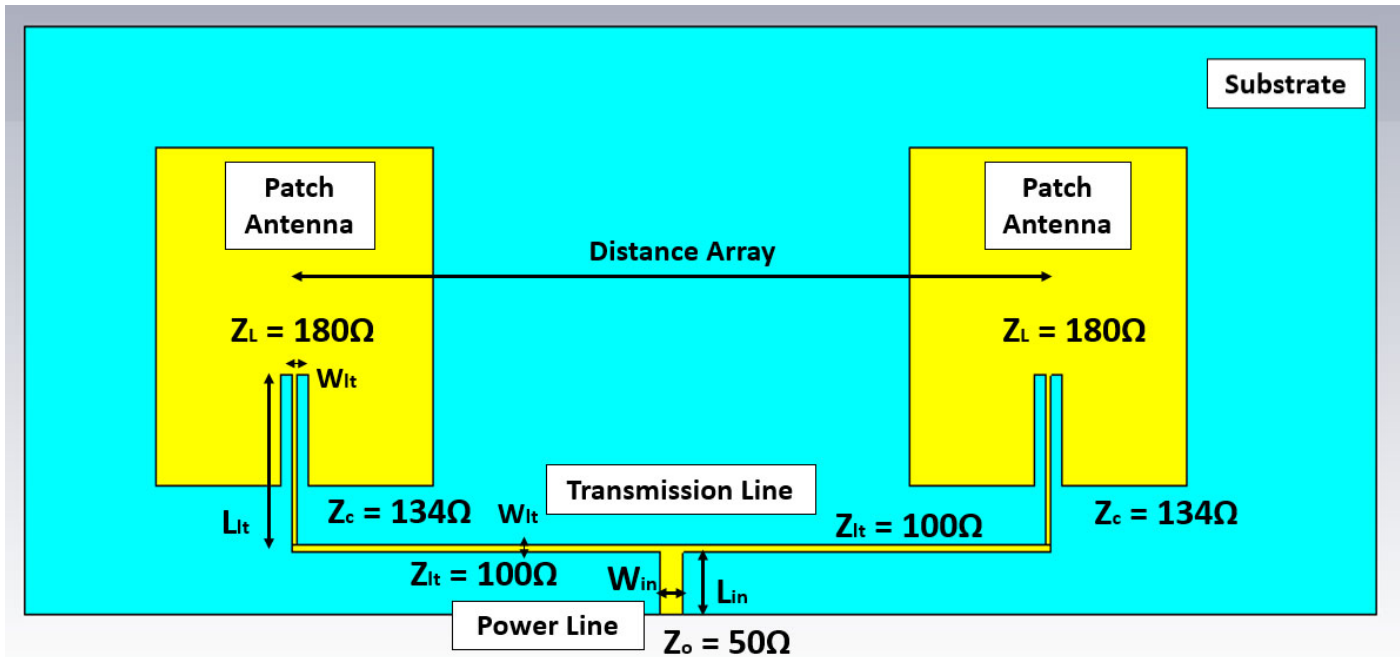 Substrate
Patch
Antenna
Patch
Antenna
Distance Array
ZL = 180Ω
ZL = 180Ω
Wlt
Llt
Transmission Line
Zc = 134Ω
Wlt
Zlt = 100Ω
Zc = 134Ω
Zlt = 100Ω
Win
Lin
Power Line
Zo = 50Ω